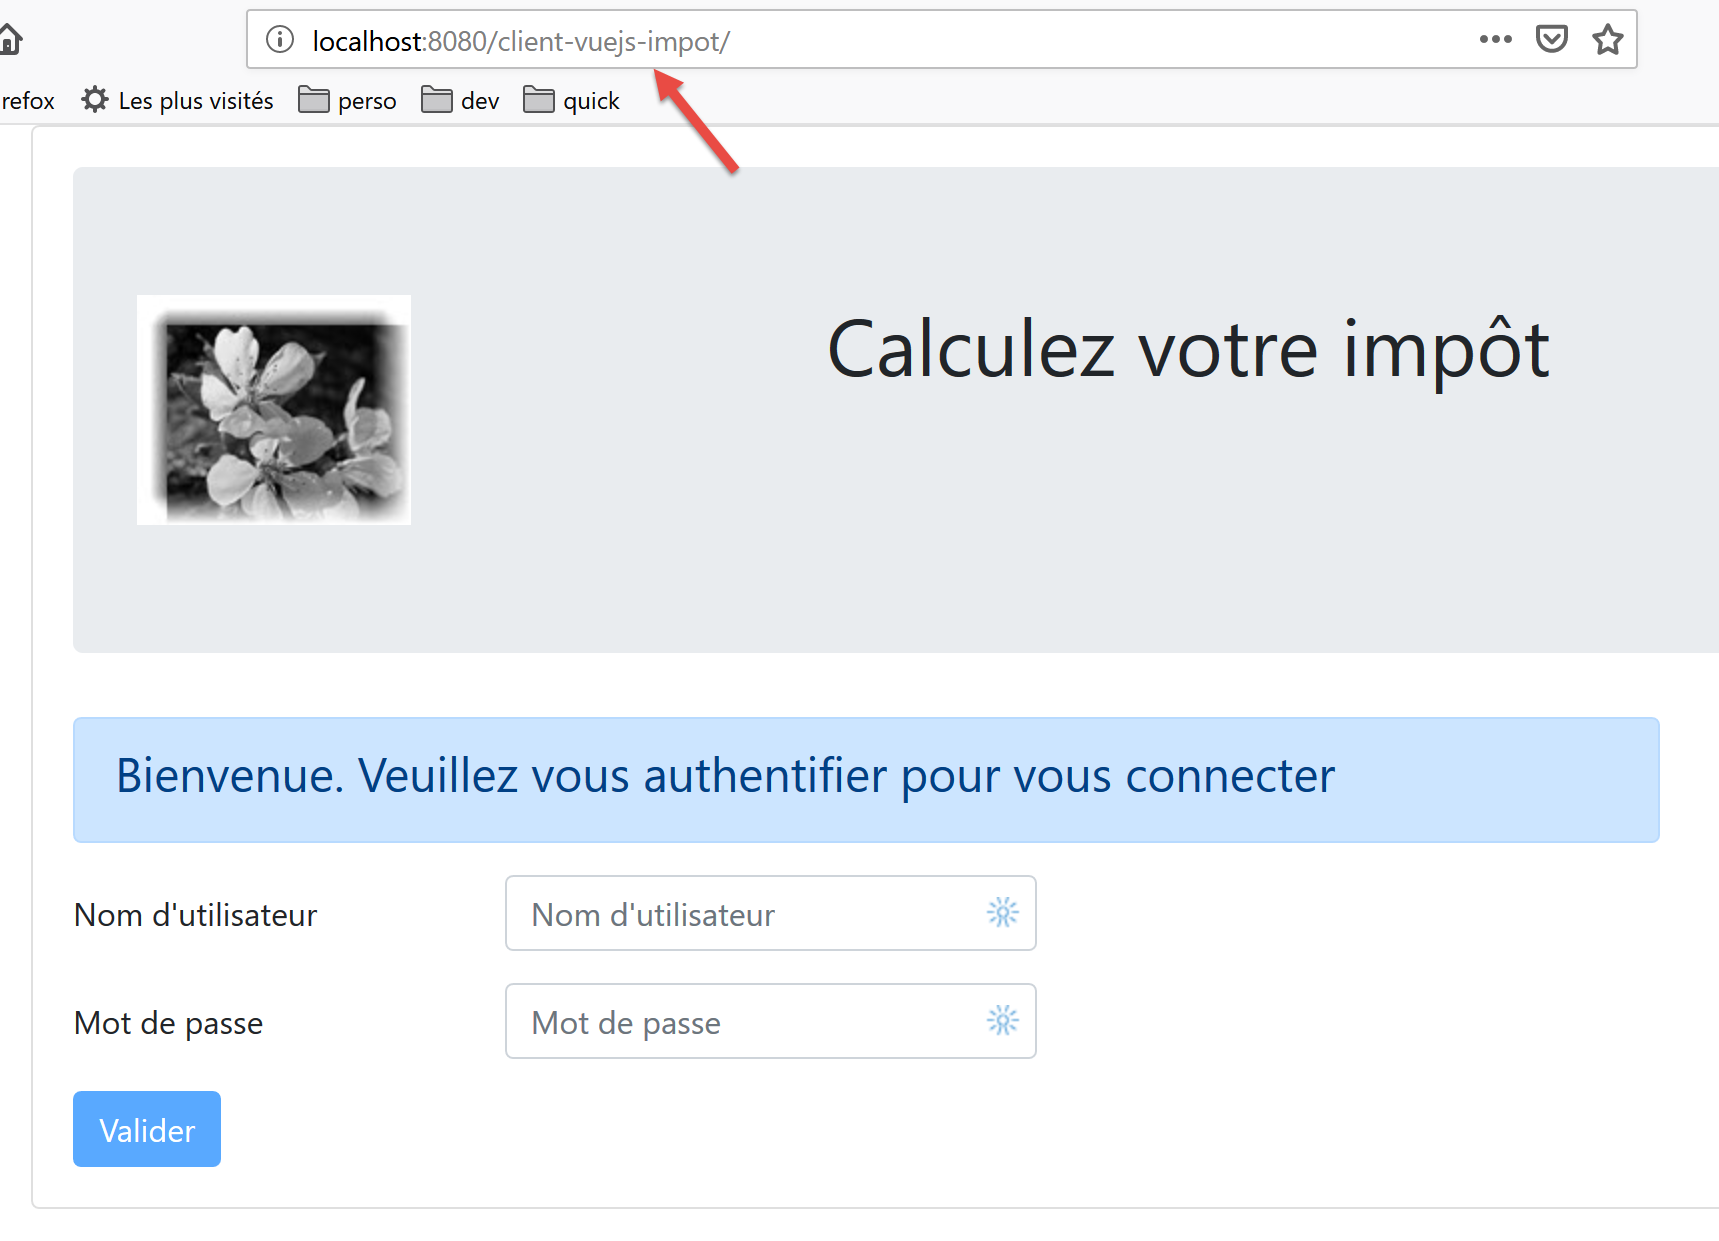 localhost:8080/client-vuejs-impot/
refox Les plus visités perso dev quick
Calculez votre impôt
Bienvenue. Veuillez vous authentifier pour vous connecter
Nom d'utilisateur Nom d'utilisateur
Mot de passe Mot de passe
Valider